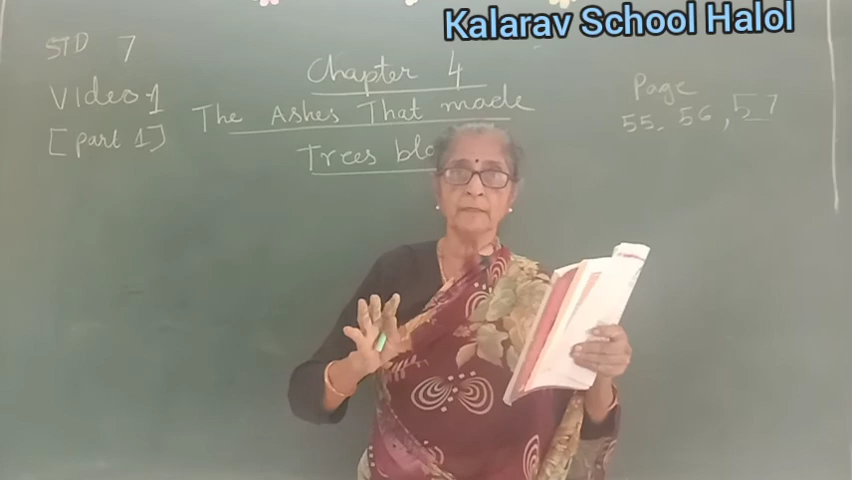 Kalarav School Halol
STD 7
Video-1
[part 1]
Chapter 4
The Ashes That made
Trees
Page
55, 56, 57